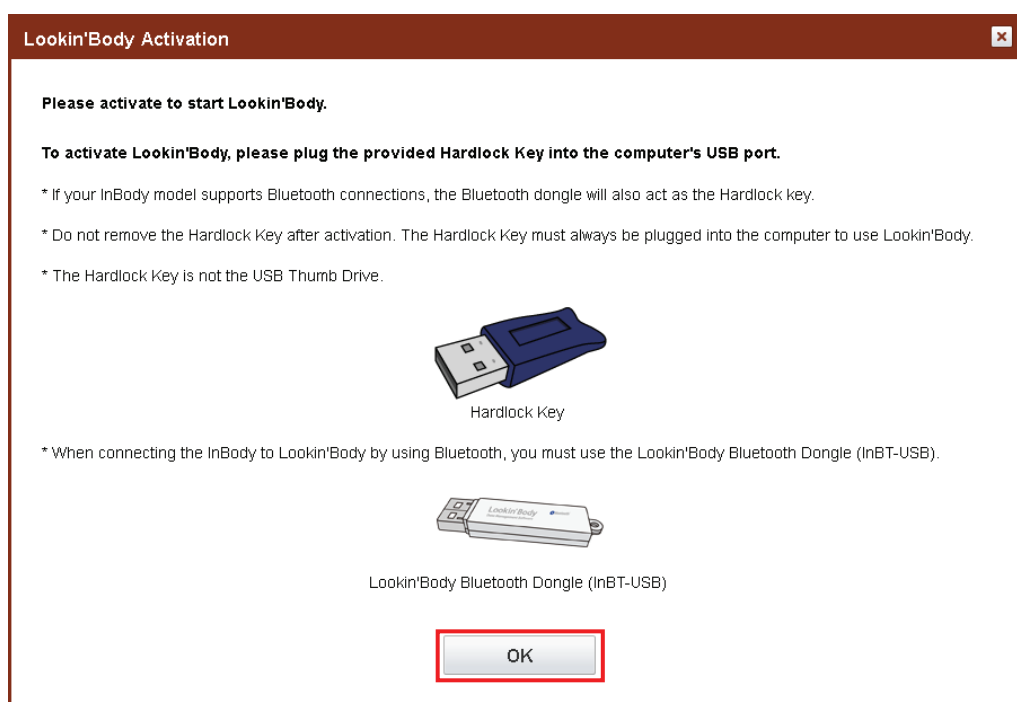 Lookin'Body Activation
Please activate to start Lookin'Body.
To activate Lookin'Body, please plug the provided Hardlock Key into the computer's USB port.
* If your InBody model supports Bluetooth connections, the Bluetooth dongle will also act as the Hardlock key.
* Do not remove the Hardlock Key after activation. The Hardlock Key must always be plugged into the computer to use Lookin'Body.
* The Hardlock Key is not the USB Thumb Drive.
Hardlock Key
* When connecting the InBody to Lookin'Body by using Bluetooth, you must use the Lookin'Body Bluetooth Dongle (InBT-USB).
Lookin'Body
Lookin'Body Bluetooth Dongle (InBT-USB)
OK